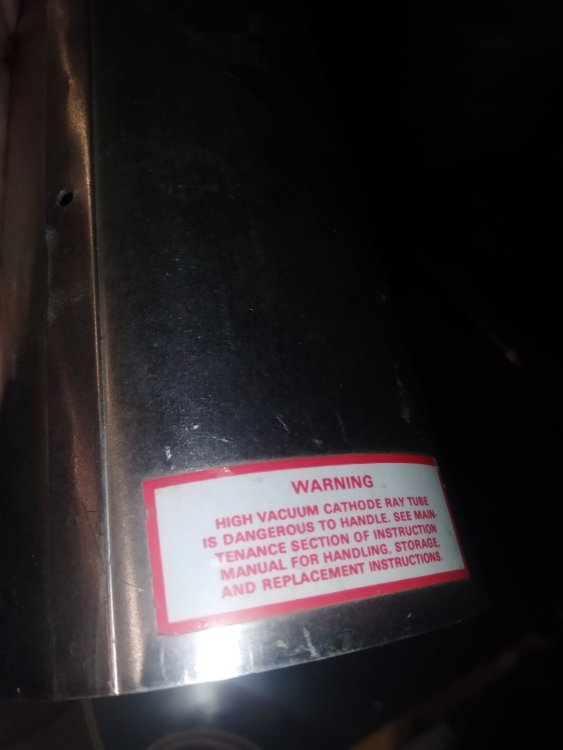 WARNING
HIGH VACUUM CATHODE RAY TUBE
IS DANGEROUS TO HANDLE. SEE MAIN-
TENANCE SECTION OF INSTRUCTION
MANUAL FOR HANDLING, STORAGE,
AND REPLACEMENT INSTRUCTIONS.